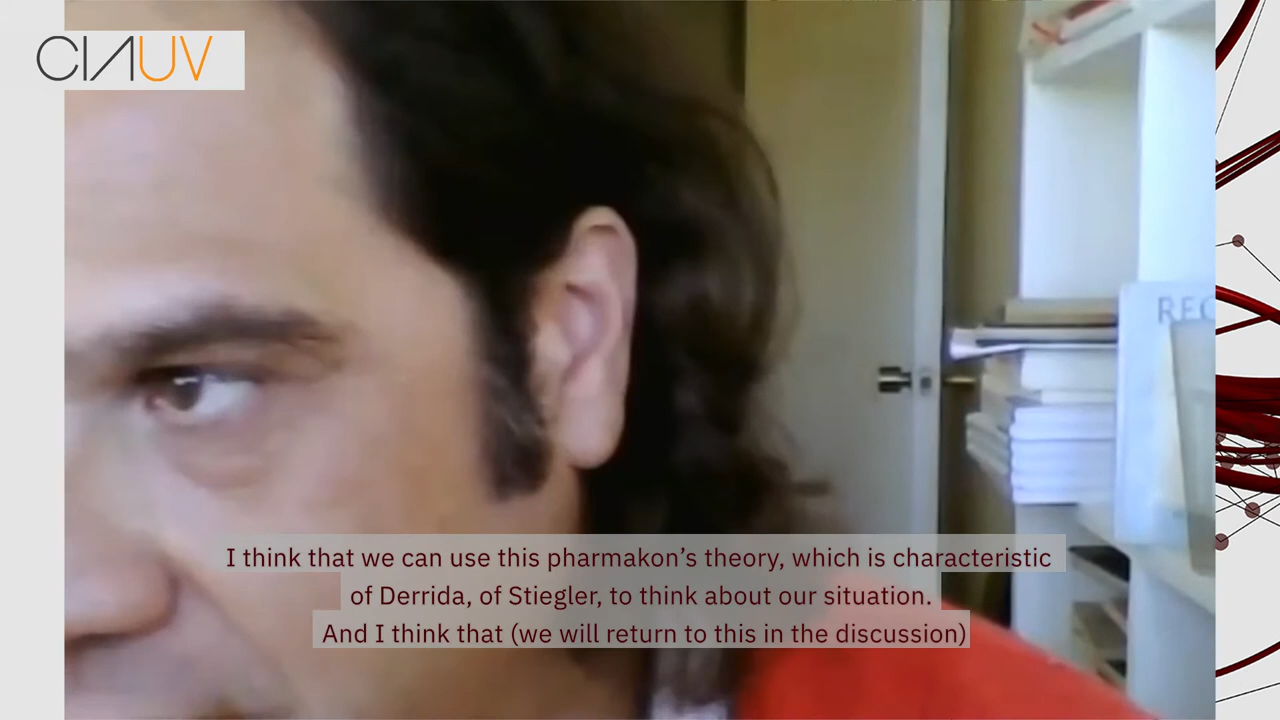 CIAUV
REC
I think that we can use this pharmakon’s theory, which is characteristic
of Derrida, of Stiegler, to think about our situation.
And I think that (we will return to this in the discussion)